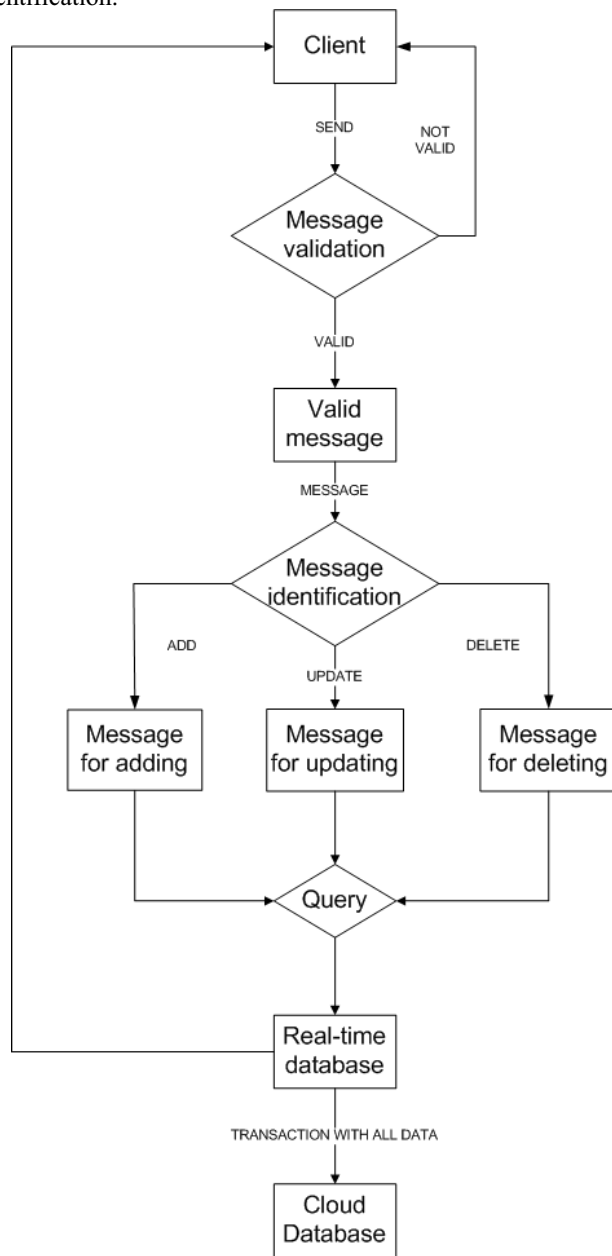 entification.
Client
SEND
NOT
VALID
Message
validation
VALID
Valid
message
MESSAGE
Message
identification
ADD
UPDATE
DELETE
Message
for adding
Message
for updating
Message
for deleting
Query
Real-time
database
TRANSACTION WITH ALL DATA
Cloud
Database